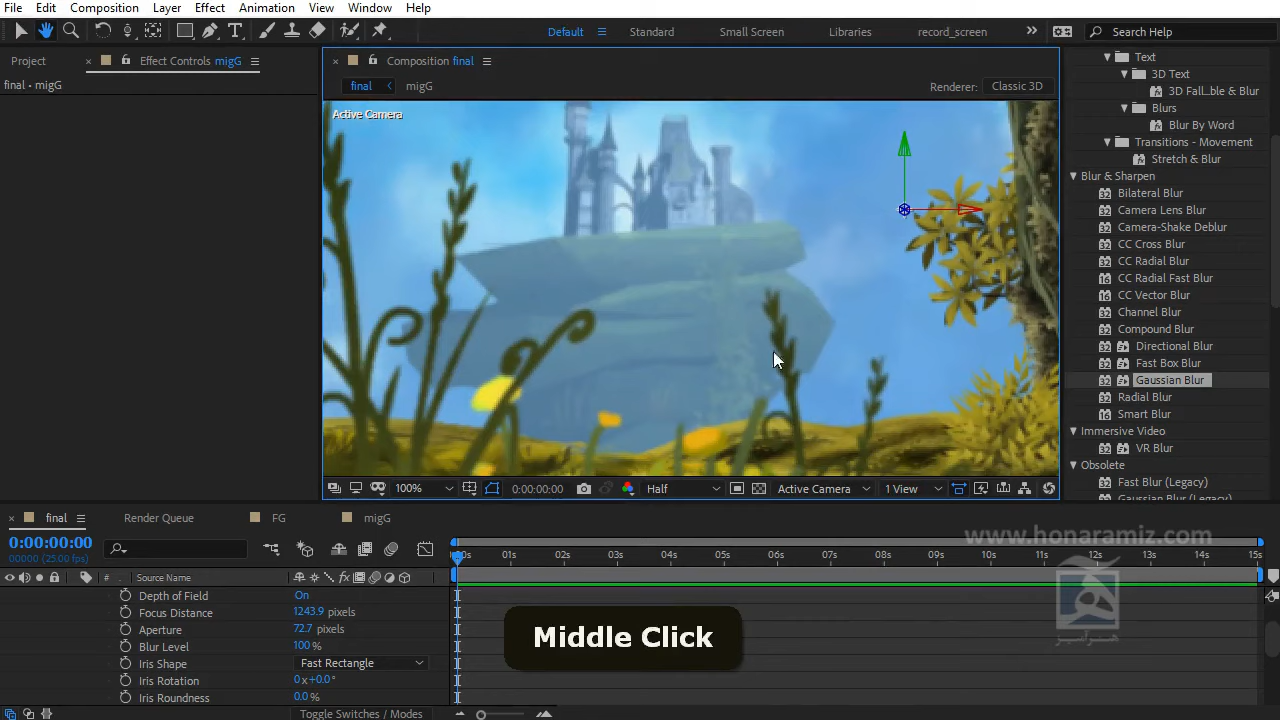 File Edit Composition Layer Effect Animation View Window Help
Default Standard Small Screen Libraries record_screen Search Help
Project Effect Controls migG Composition final
final • migG
final migG Renderer: Classic 3D
Active Camera
Text
3D Text
3D Fall..ble & Blur
Blurs
Blur By Word
Transitions - Movement
Stretch & Blur
Blur & Sharpen
Bilateral Blur
Camera Lens Blur
Camera-Shake Deblur
CC Cross Blur
CC Radial Blur
CC Radial Fast Blur
CC Vector Blur
Channel Blur
Compound Blur
Directional Blur
Fast Box Blur
Gaussian Blur
Radial Blur
Smart Blur
Immersive Video
VR Blur
Obsolete
Fast Blur (Legacy)
Gaussian Blur (Legacy)
100% 0:00:00:00 Half Active Camera 1 View
final Render Queue FG migG
www.honaramiz.com
0:00:00:00
00000 (25.00 fps)
:00s 01s 02s 03s 04s 05s 06s 07s 08s 09s 10s 11s 12s 13s 14s 15s
# Source Name
Depth of Field On
Focus Distance 1243.9 pixels
Aperture 72.7 pixels
Blur Level 100 %
Iris Shape Fast Rectangle
Iris Rotation 0 x +0.0 °
Iris Roundness 0.0 %
Middle Click
هنرآمیز
Toggle Switches / Modes